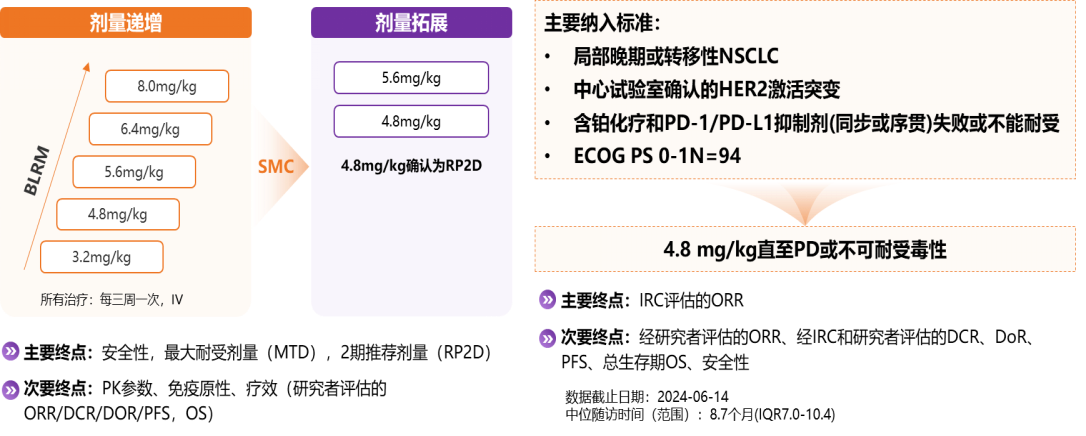 剂量递增
8.0mg/kg
6.4mg/kg
5.6mg/kg
4.8mg/kg
3.2mg/kg
BLRM
所有治疗：每三周一次，IV
SMC
剂量拓展
5.6mg/kg
4.8mg/kg
4.8mg/kg确认为RP2D
主要终点：安全性，最大耐受剂量（MTD），2期推荐剂量（RP2D）
次要终点：PK参数、免疫原性、疗效（研究者评估的
ORR/DCR/DOR/PFS，OS）
主要纳入标准：
• 局部晚期或转移性NSCLC
• 中心试验室确认的HER2激活突变
• 含铂化疗和PD-1/PD-L1抑制剂(同步或序贯)失败或不能耐受
• ECOG PS 0-1N=94
4.8 mg/kg直至PD或不可耐受毒性
主要终点：IRC评估的ORR
次要终点：经研究者评估的ORR、经IRC和研究者评估的DCR、DoR、
PFS、总生存期OS、安全性
数据截止日期：2024-06-14
中位随访时间（范围）：8.7个月(IQR7.0-10.4)